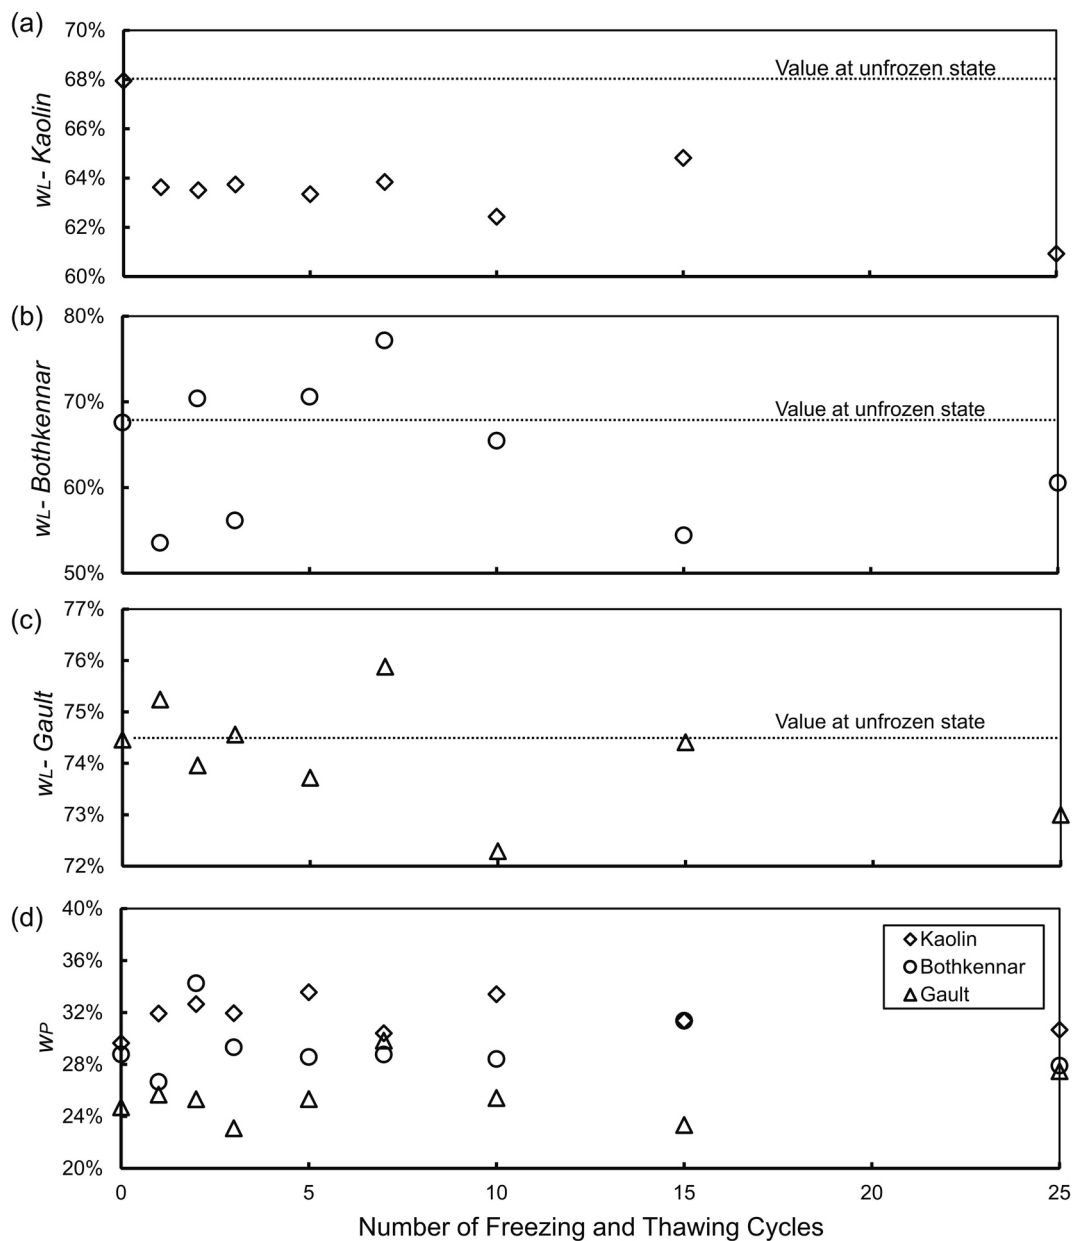 (a)
70%
68%
66%
64%
62%
60%
wL- Kaolin
Value at unfrozen state
(b)
80%
70%
60%
50%
wL- Bothkennar
Value at unfrozen state
(c)
77%
76%
75%
74%
73%
72%
wL- Gault
Value at unfrozen state
(d)
40%
36%
32%
28%
24%
20%
wP
Kaolin
Bothkennar
Gault
0 5 10 15 20 25
Number of Freezing and Thawing Cycles